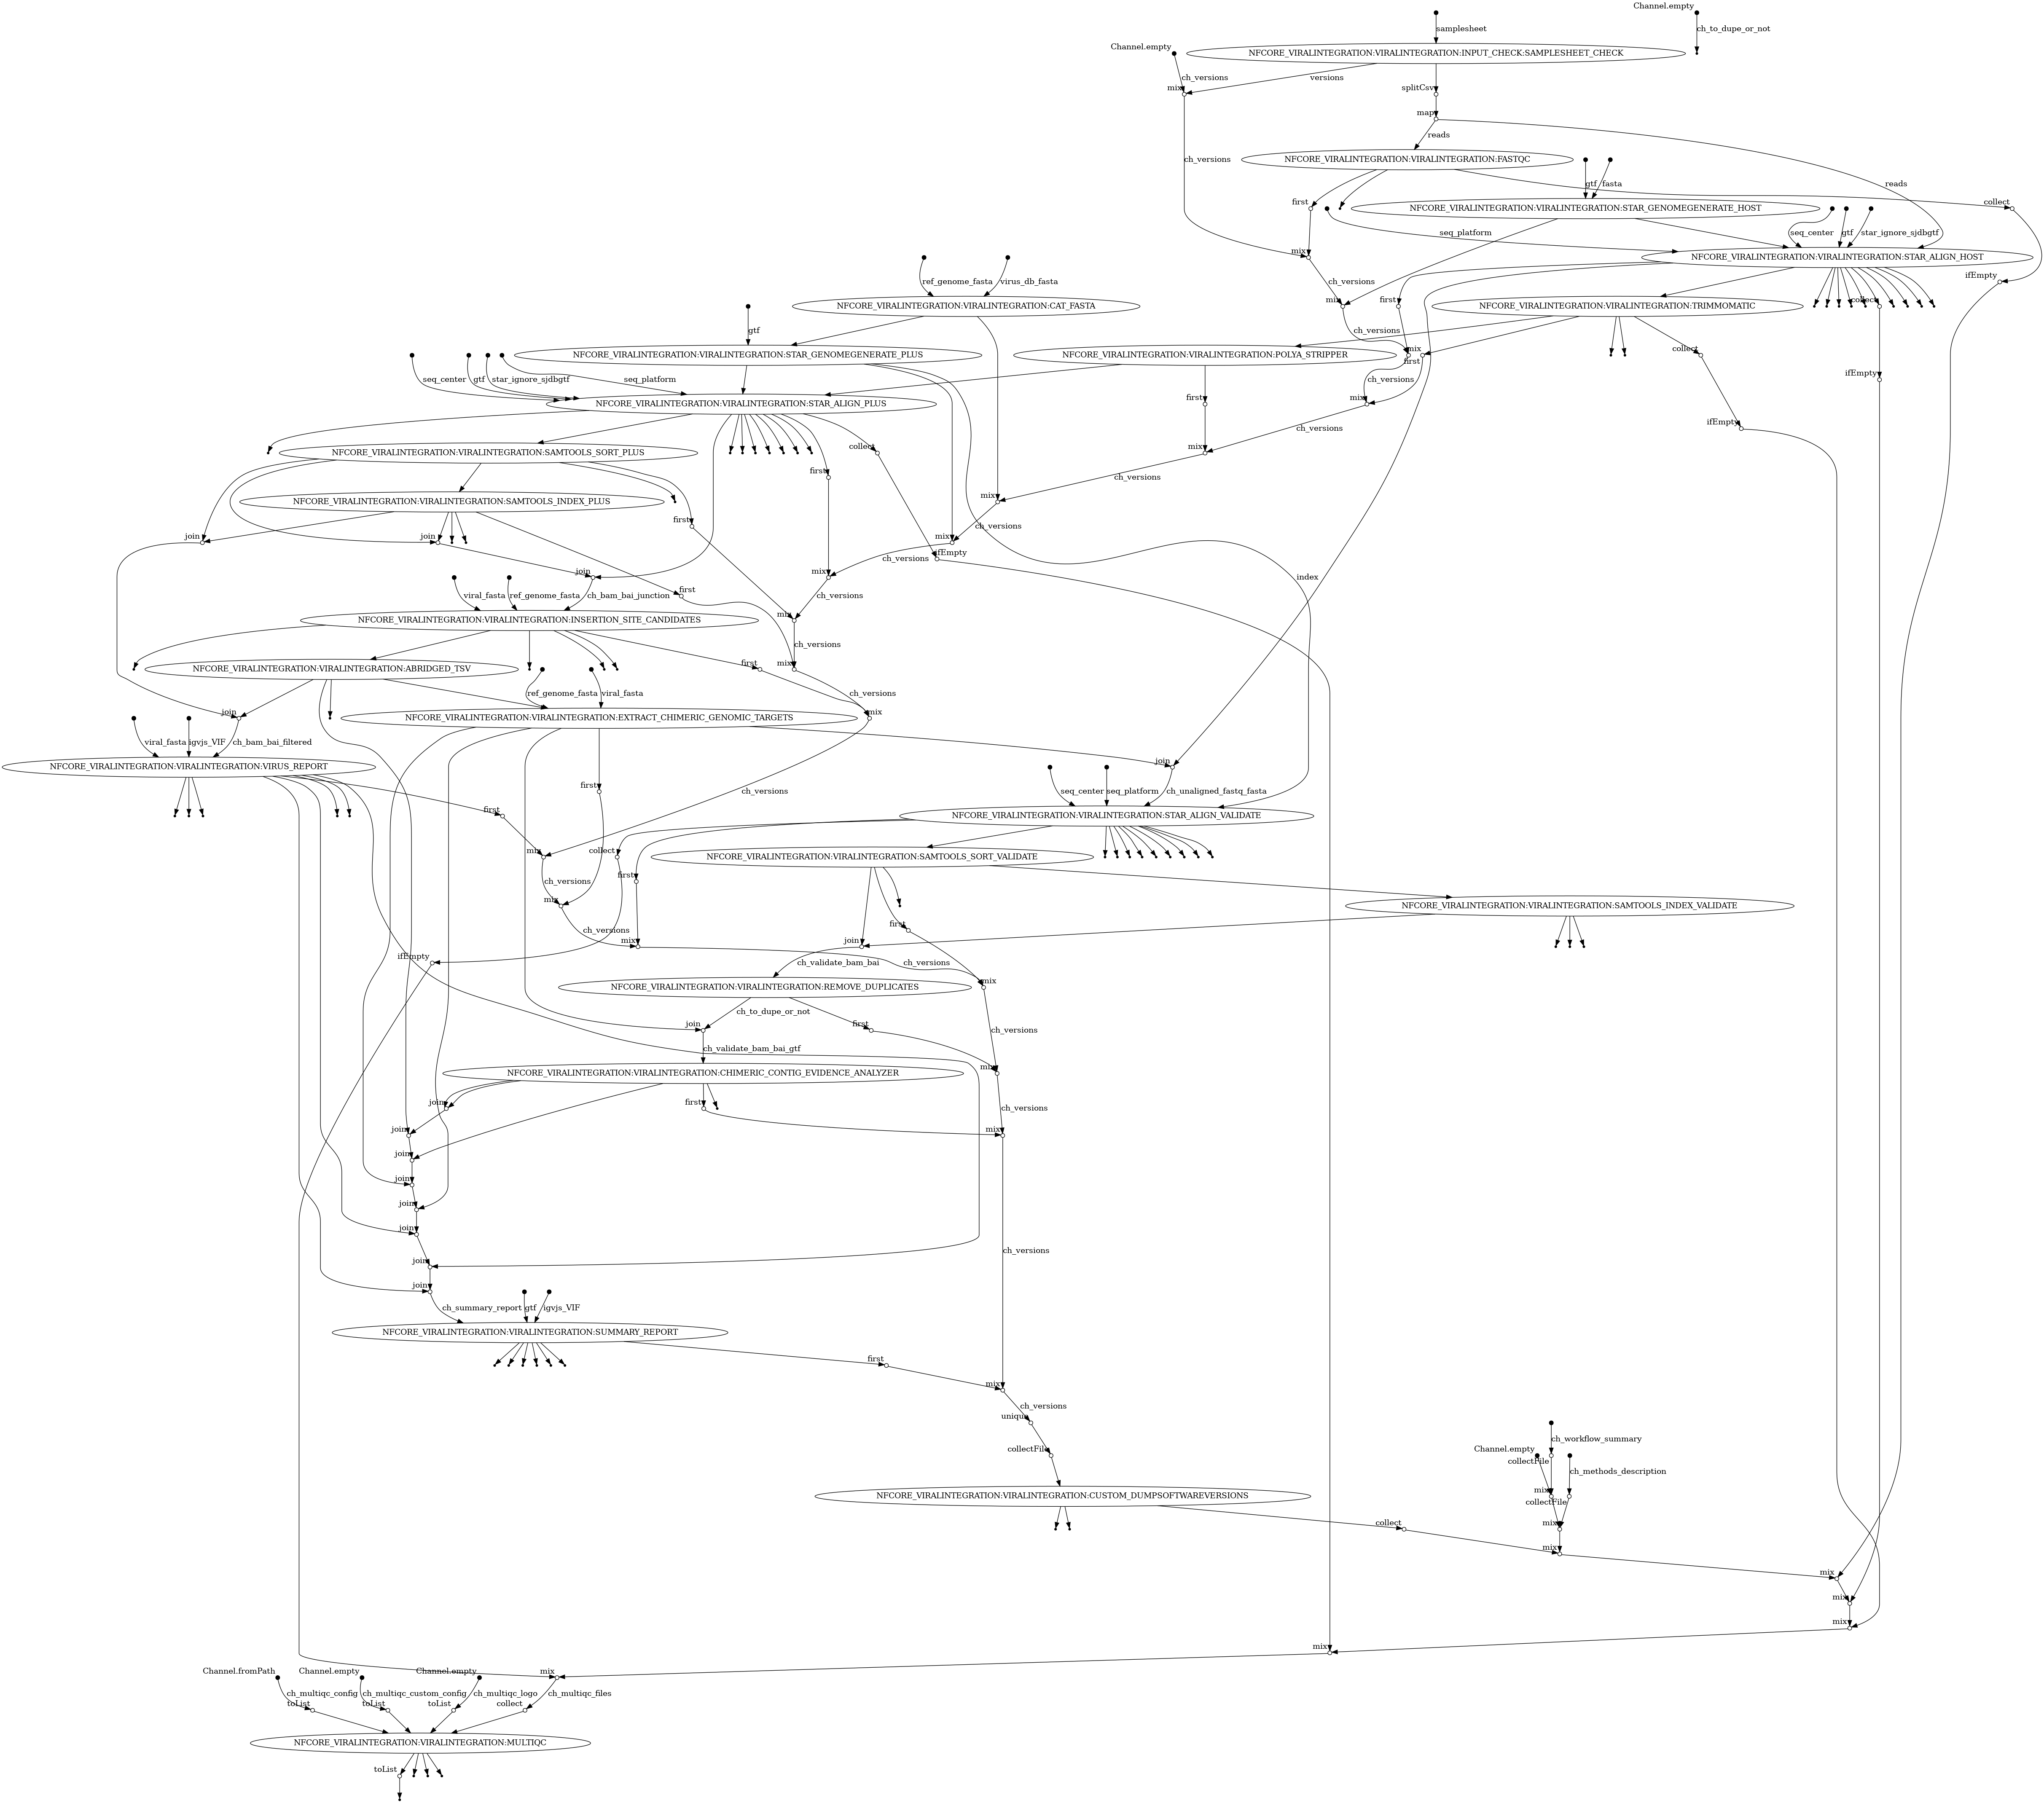 Channel.empty
samplesheet
ch_to_dupe_or_not
Channel.empty
NFCORE_VIRALINTEGRATION:VIRALINTEGRATION:INPUT_CHECK:SAMPLESHEET_CHECK
ch_versions
versions
mix
splitCsv
map
reads
ch_versions
NFCORE_VIRALINTEGRATION:VIRALINTEGRATION:FASTQC
gtf
fasta
reads
first
collect
NFCORE_VIRALINTEGRATION:VIRALINTEGRATION:STAR_GENOMEGENERATE_HOST
seq_platform
seq_center
gtf
star_ignore_sjdbgtf
mix
NFCORE_VIRALINTEGRATION:VIRALINTEGRATION:STAR_ALIGN_HOST
ifEmpty
ref_genome_fasta
virus_db_fasta
ch_versions
mix
first
collect
NFCORE_VIRALINTEGRATION:VIRALINTEGRATION:CAT_FASTA
NFCORE_VIRALINTEGRATION:VIRALINTEGRATION:TRIMMOMATIC
gtf
ch_versions
mix
first
collect
NFCORE_VIRALINTEGRATION:VIRALINTEGRATION:STAR_GENOMEGENERATE_PLUS
NFCORE_VIRALINTEGRATION:VIRALINTEGRATION:POLYA_STRIPPER
ifEmpty
seq_center
gtf
star_ignore_sjdbgtf
seq_platform
ch_versions
first
mix
NFCORE_VIRALINTEGRATION:VIRALINTEGRATION:STAR_ALIGN_PLUS
ifEmpty
ch_versions
collect
mix
NFCORE_VIRALINTEGRATION:VIRALINTEGRATION:SAMTOOLS_SORT_PLUS
first
ch_versions
mix
NFCORE_VIRALINTEGRATION:VIRALINTEGRATION:SAMTOOLS_INDEX_PLUS
first
ch_versions
join
join
mix
ifEmpty
ch_versions
join
mix
index
viral_fasta
ref_genome_fasta
ch_bam_bai_junction
first
ch_versions
mix
NFCORE_VIRALINTEGRATION:VIRALINTEGRATION:INSERTION_SITE_CANDIDATES
ch_versions
first
mix
NFCORE_VIRALINTEGRATION:VIRALINTEGRATION:ABRIDGED_TSV
ref_genome_fasta
viral_fasta
ch_versions
join
mix
NFCORE_VIRALINTEGRATION:VIRALINTEGRATION:EXTRACT_CHIMERIC_GENOMIC_TARGETS
viral_fasta
igvjs_VIF
ch_bam_bai_filtered
join
NFCORE_VIRALINTEGRATION:VIRALINTEGRATION:VIRUS_REPORT
first
ch_versions
seq_center
seq_platform
ch_unaligned_fastq_fasta
first
NFCORE_VIRALINTEGRATION:VIRALINTEGRATION:STAR_ALIGN_VALIDATE
mix
collect
NFCORE_VIRALINTEGRATION:VIRALINTEGRATION:SAMTOOLS_SORT_VALIDATE
ch_versions
first
mix
NFCORE_VIRALINTEGRATION:VIRALINTEGRATION:SAMTOOLS_INDEX_VALIDATE
ch_versions
first
mix
join
ifEmpty
ch_validate_bam_bai
ch_versions
mix
NFCORE_VIRALINTEGRATION:VIRALINTEGRATION:REMOVE_DUPLICATES
ch_to_dupe_or_not
join
first
ch_versions
ch_validate_bam_bai_gtf
mix
NFCORE_VIRALINTEGRATION:VIRALINTEGRATION:CHIMERIC_CONTIG_EVIDENCE_ANALYZER
join
first
ch_versions
join
mix
join
join
join
join
ch_versions
join
join
ch_summary_report
gtf
igvjs_VIF
NFCORE_VIRALINTEGRATION:VIRALINTEGRATION:SUMMARY_REPORT
first
mix
ch_versions
unique
ch_workflow_summary
collectFile
Channel.empty
collectFile
ch_methods_description
NFCORE_VIRALINTEGRATION:VIRALINTEGRATION:CUSTOM_DUMPSOFTWAREVERSIONS
mix
collectFile
collect
mix
mix
mix
mix
mix
mix
Channel.fromPath
Channel.empty
Channel.empty
mix
ch_multiqc_config
ch_multiqc_custom_config
ch_multiqc_logo
ch_multiqc_files
toList
toList
toList
collect
NFCORE_VIRALINTEGRATION:VIRALINTEGRATION:MULTIQC
toList